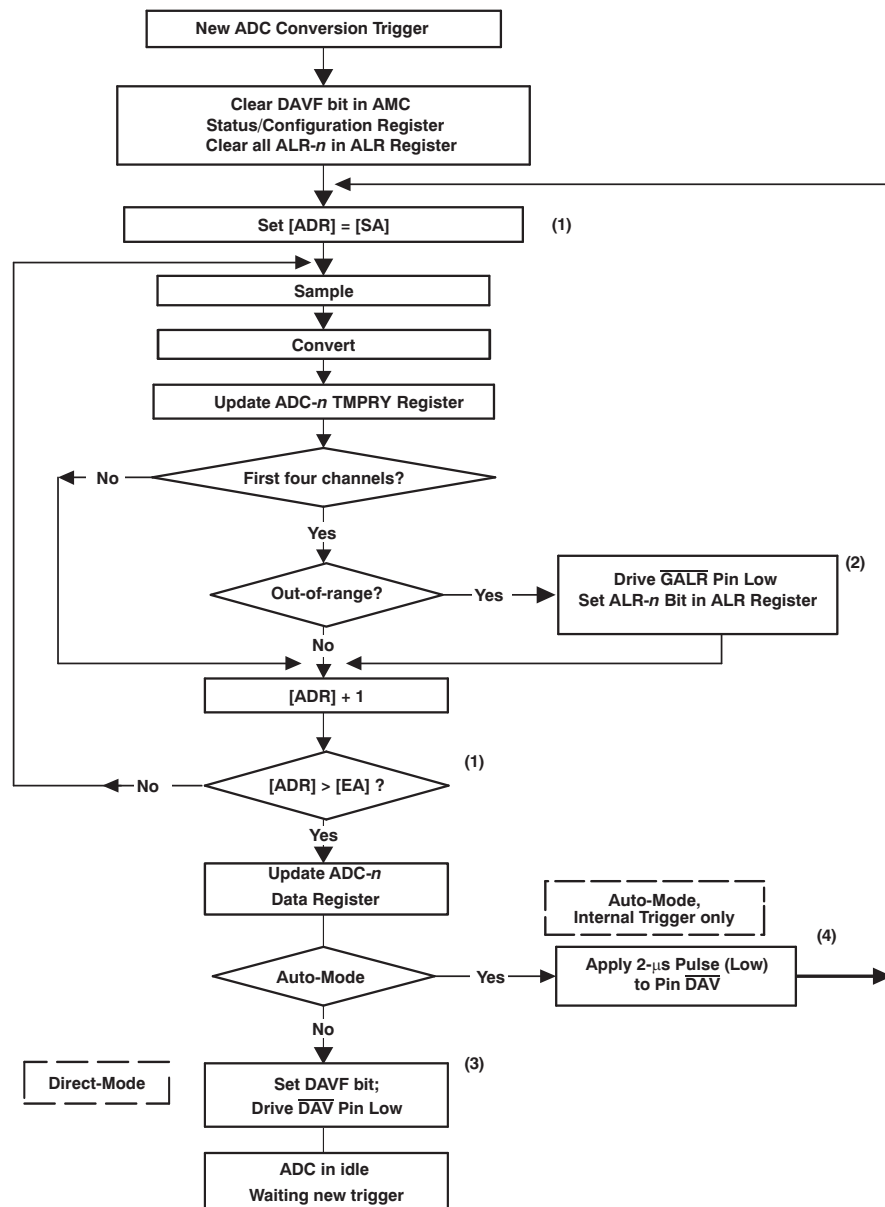 New ADC Conversion Trigger
Clear DAVF bit in AMC
Status/Configuration Register
Clear all ALR-n in ALR Register
Set [ADR] = [SA]
(1)
Sample
Convert
Update ADC-n TMPRY Register
First four channels?
No
Yes
Out-of-range?
Yes
(2)
Drive GALR Pin Low
Set ALR-n Bit in ALR Register
No
[ADR] + 1
(1)
[ADR] > [EA] ?
No
Yes
Update ADC-n
Data Register
Auto-Mode,
Internal Trigger only
(4)
Auto-Mode
Yes
Apply 2-μs Pulse (Low)
to Pin DAV
No
Direct-Mode
(3)
Set DAVF bit;
Drive DAV Pin Low
ADC in idle
Waiting new trigger